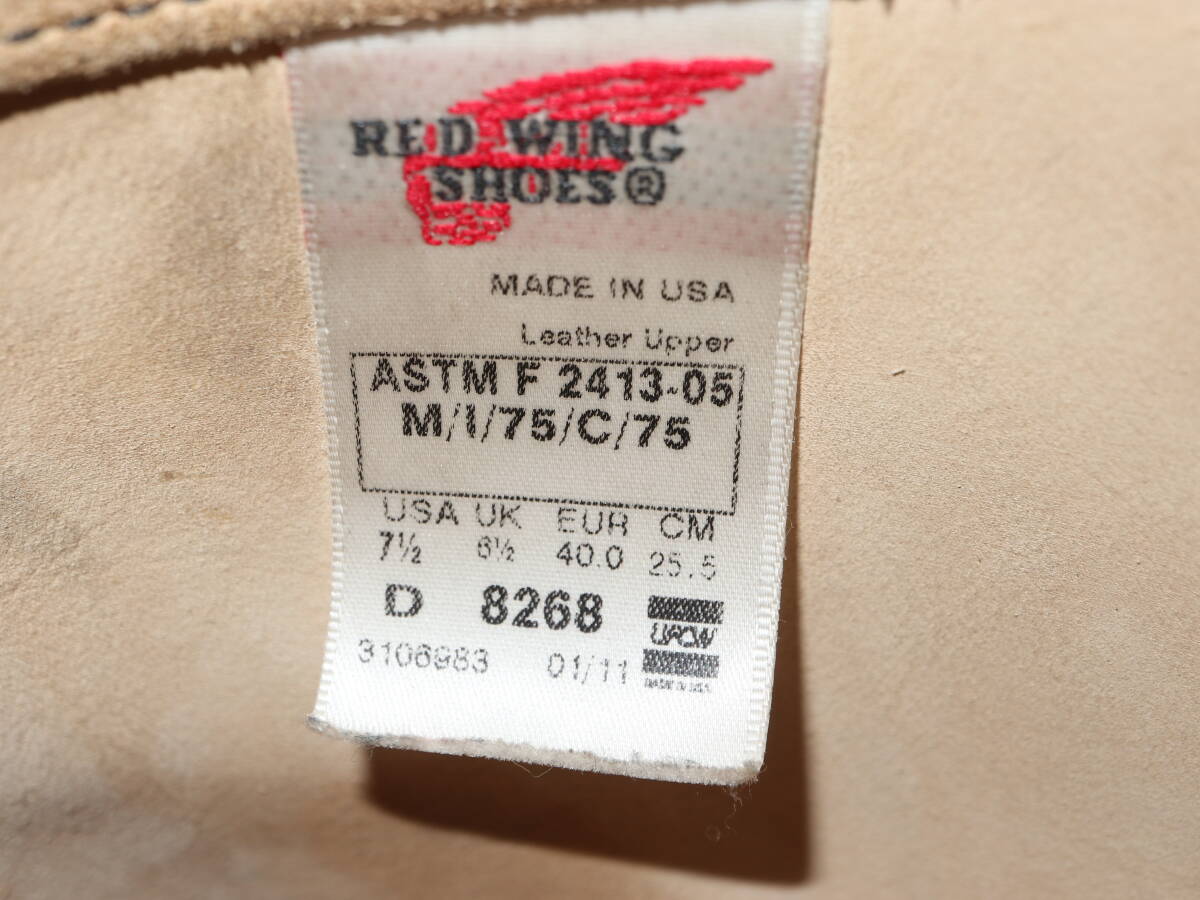 RED WING
SHOES®
MADE IN USA
Leather Upper
ASTM F 2413-05
M/I/75/C/75
USA UK EUR CM
7½ 6½ 40.0 25.5
D 8268
UFCW
3106983 01/11